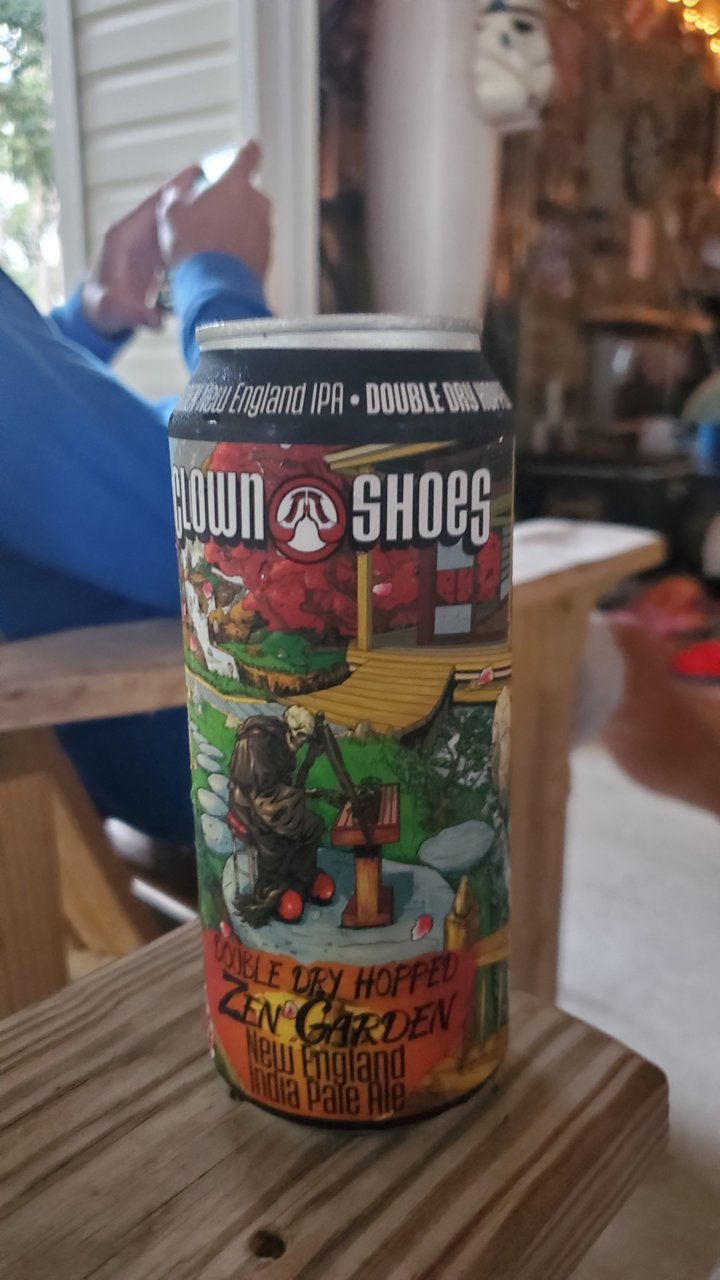 New England IPA • DOUBLE DRY HOPPED
CLOWN SHOES
DOUBLE DRY HOPPED
ZEN GARDEN
New England
India Pale Ale